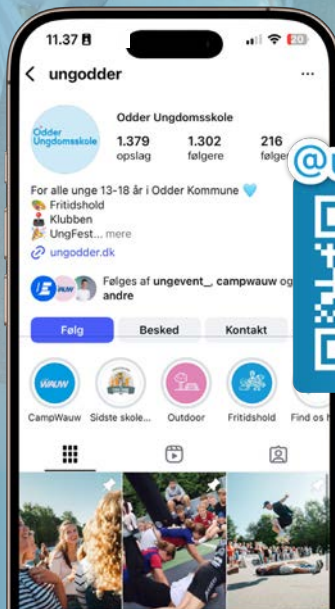 11.37
20
ungodder
Odder
Ungdomsskole
Odder Ungdomsskole
1.379 1.302 216
opslag følgere følger
@u
For alle unge 13-18 år i Odder Kommune
Fritidshold
Klubben
UngFest... mere
ungodder.dk
WAUW
Følges af ungevent_, campwauw og
andre
Følg Besked Kontakt
WAUW
CampWauw Sidste skole... Outdoor Fritidshold Find os h